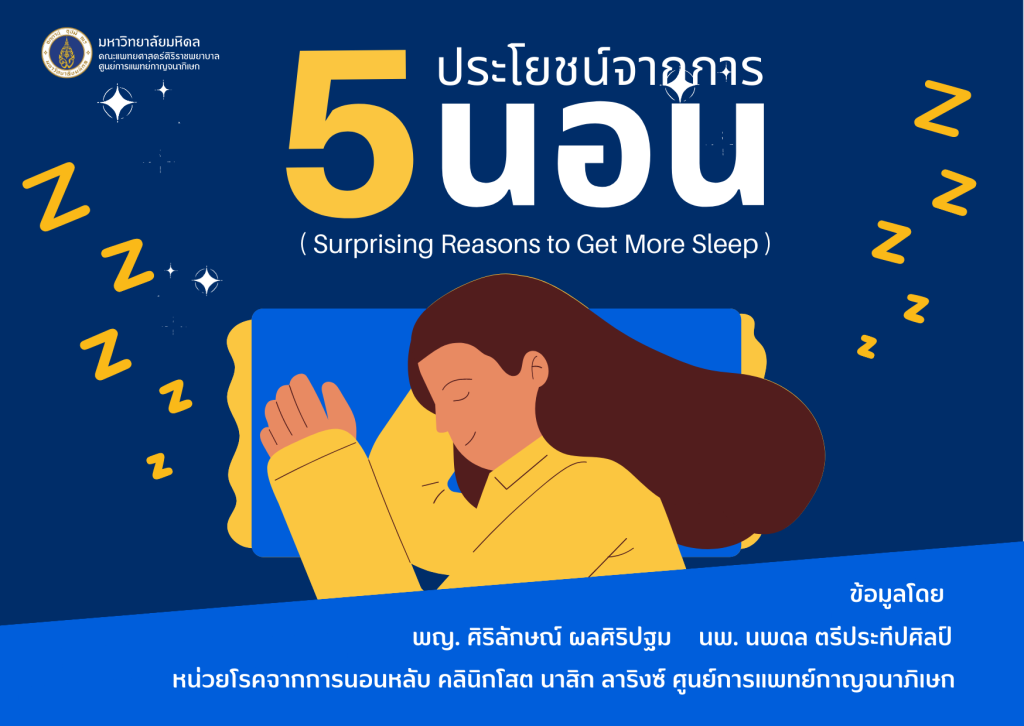 มหาวิทยาลัยมหิดล
คณะแพทยศาสตร์ศิริราชพยาบาล
ศูนย์การแพทย์กาญจนาภิเษก
5 ประโยชน์จากการ
นอน
( Surprising Reasons to Get More Sleep )
Z
Z
Z
Z
Z
Z
Z
Z
Z
Z
ข้อมูลโดย
พญ. ศิริลักษณ์ ผลศิริปฐม นพ. นพดล ตรีประทีปศิลป์
หน่วยโรคจากการนอนหลับ คลินิกโสต นาสิก ลาริงซ์ ศูนย์การแพทย์กาญจนาภิเษก